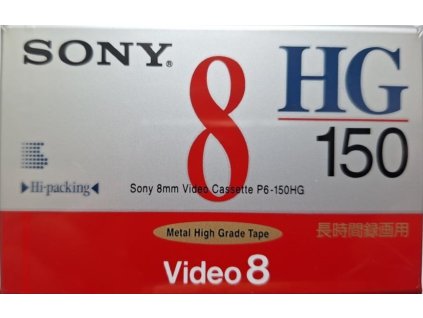 SONY®
8
HG
150
▶Hi-packing◀
Sony 8mm Video Cassette P6-150HG
Metal High Grade Tape
長時間録画用
Video 8